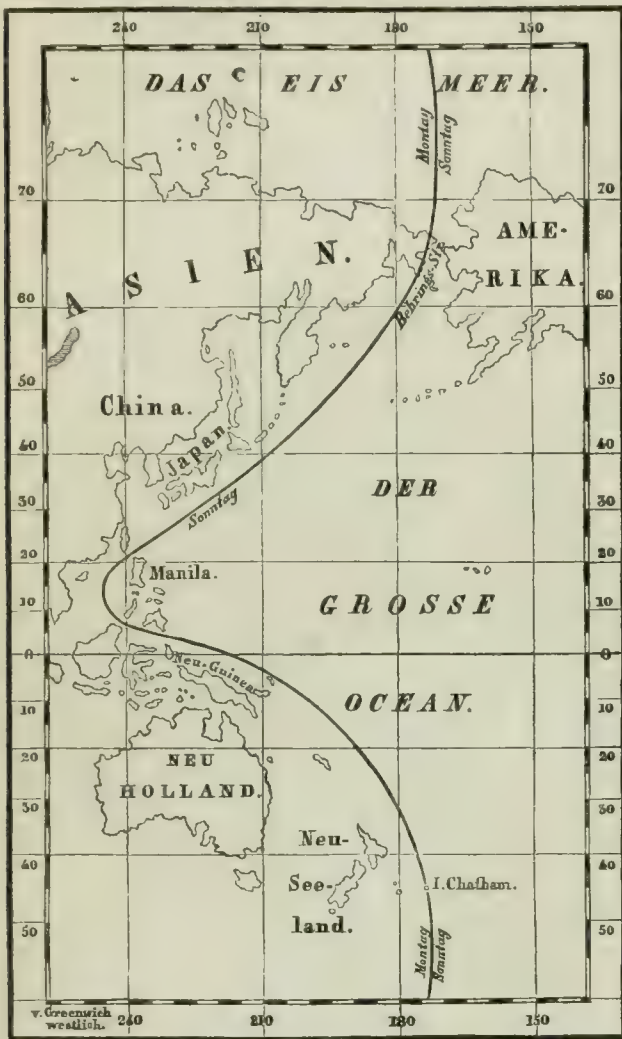 240 210 180 150
DAS EIS MEER.
Montag
Sonntag
70 70
ASIEN.
AME-
RIKA.
Behrings-Str.
60 60
50 50
China.
Japan.
40 40
DER
Sonntag
30 30
20 20
Manila.
GROSSE
10 10
0 0
Neu-Guinea
OCEAN.
10 10
20 20
NEU
HOLLAND.
30 30
Neu-
40 40
See-
I. Chatham.
land.
50 50
Montag
Sonntag
v. Greenwich
westlich.
240 210 180 150